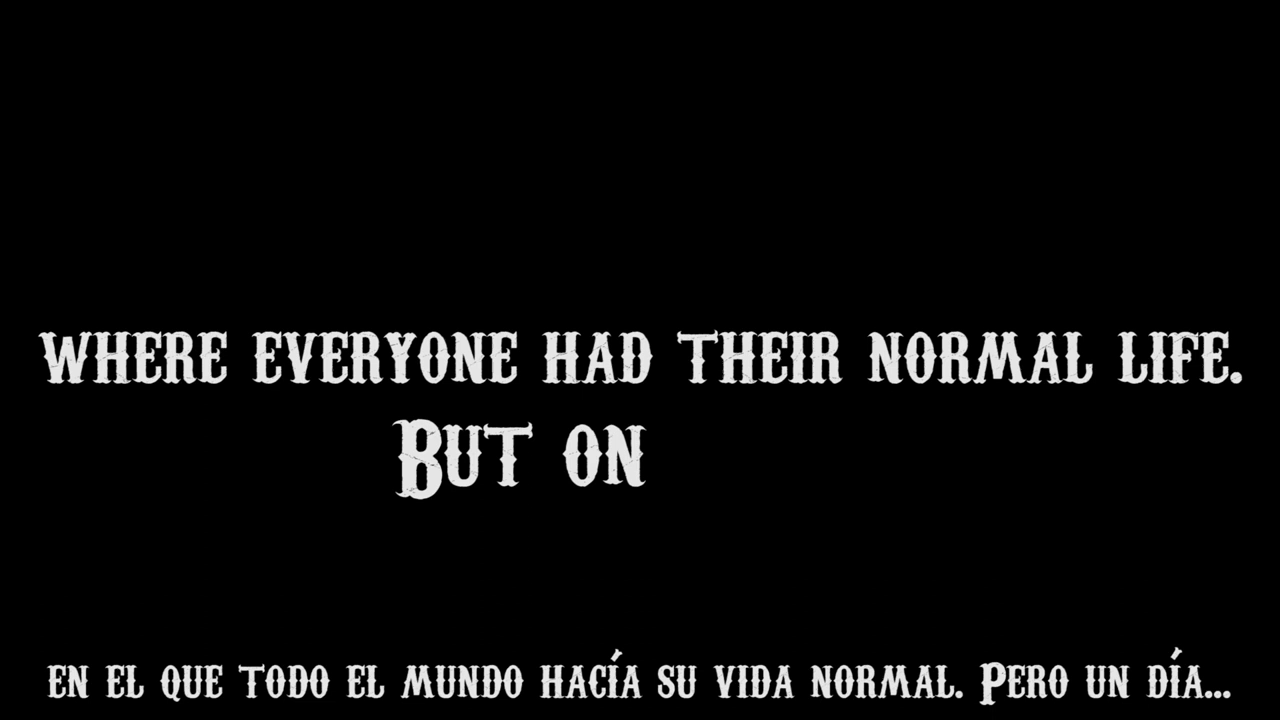 where everyone had their normal life.
But on
en el que todo el mundo hacía su vida normal. Pero un día...